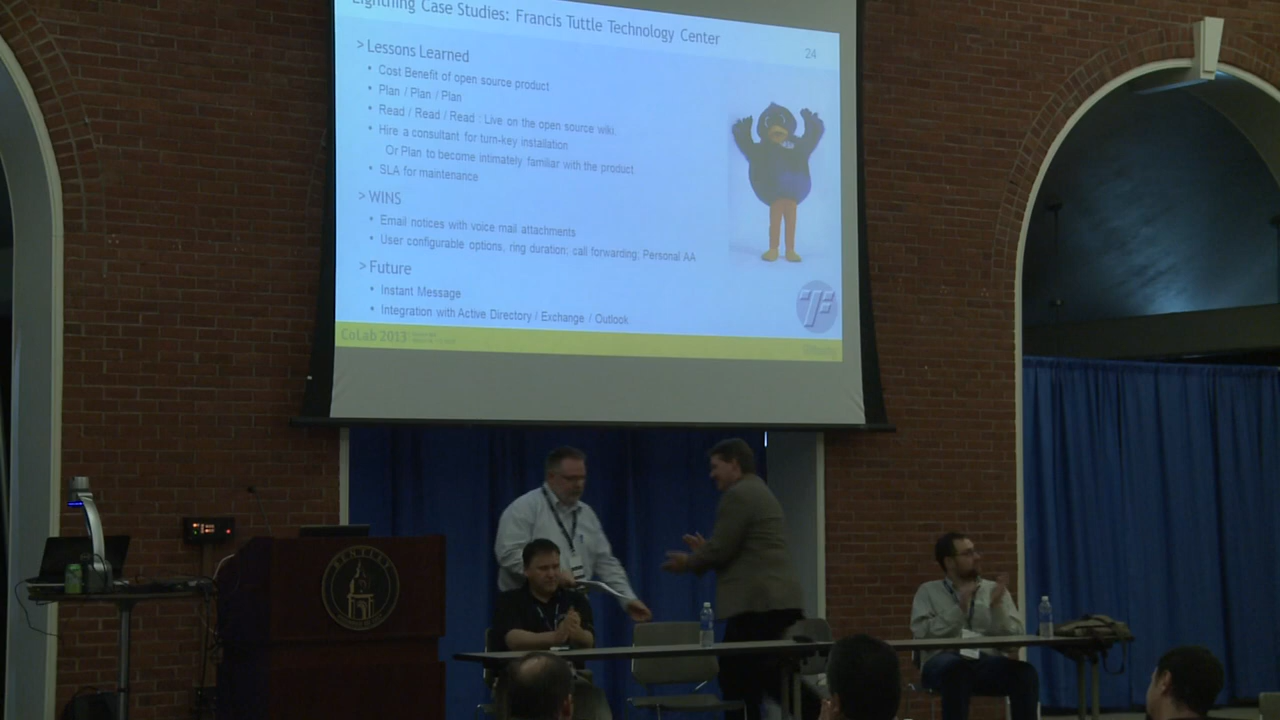 Lightning Case Studies: Francis Tuttle Technology Center
24
> Lessons Learned
• Cost Benefit of open source product
• Plan / Plan / Plan
• Read / Read / Read : Live on the open source wiki.
• Hire a consultant for turn-key installation
Or Plan to become intimately familiar with the product
• SLA for maintenance
> WINS
• Email notices with voice mail attachments
• User configurable options, ring duration; call forwarding; Personal AA
> Future
• Instant Message
• Integration with Active Directory / Exchange / Outlook
CoLab 2013
BENTLEY